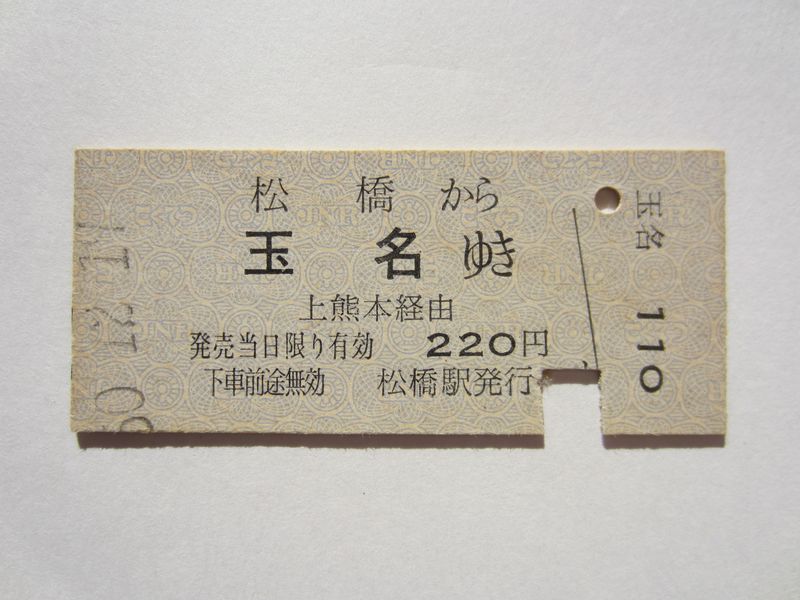 松橋から
玉名ゆき
上熊本経由
発売当日限り有効 220円
下車前途無効 松橋駅発行
玉名 110